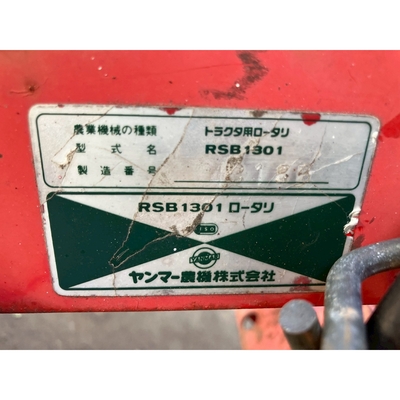 農業機械の種類 トラクタ用ロータリ
型式名 RSB1301
製造番号
RSB1301 ロータリ
ヤンマー農機株式会社